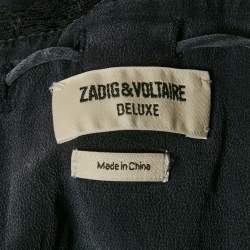 ZADIG & VOLTAIRE
DELUXE
Made in China